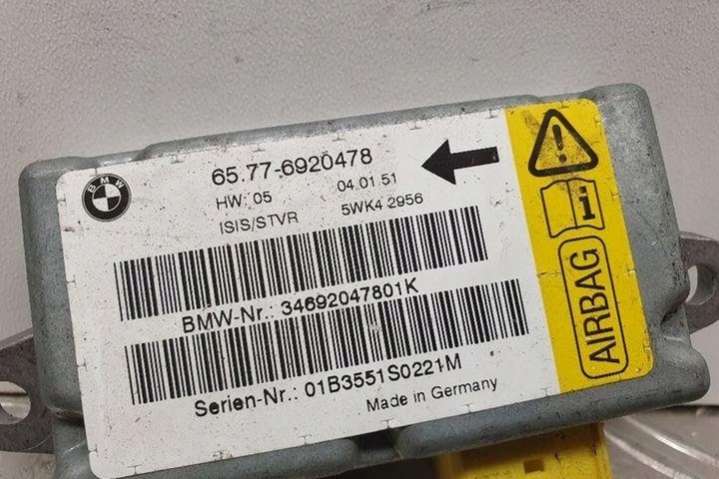 BMW
65.77-6920478
HW: 05 04.01.51
ISIS/STVR 5WK4 2956
BMW-Nr.: 34692047801K
Serien-Nr.: 01B3551S0221M
Made in Germany
AIRBAG